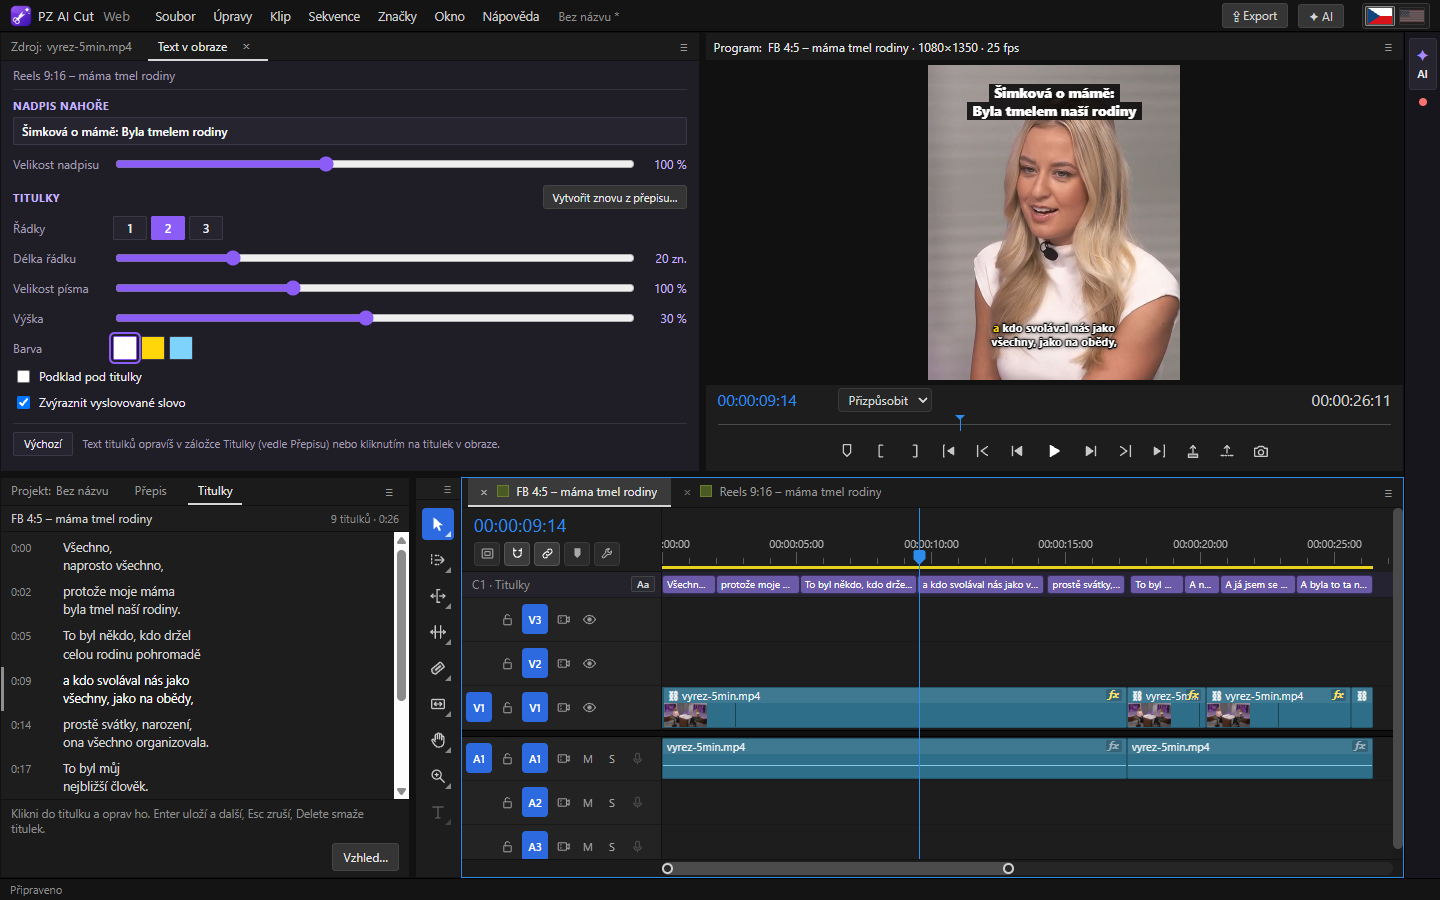 PZ AI Cut Web
Soubor Úpravy Klip Sekvence Značky Okno Nápověda Bez názvu *
Export
AI
Zdroj: vyrez-5min.mp4
Text v obraze
Reels 9:16 – máma tmel rodiny
NADPIS NAHOŘE
Šimková o mámě: Byla tmelem rodiny
Velikost nadpisu 100 %
TITULKY
Vytvořit znovu z přepisu...
Řádky 1 2 3
Délka řádku 20 zn.
Velikost písma 100 %
Výška 30 %
Barva
Podklad pod titulky
Zvýraznit vyslovované slovo
Výchozí
Text titulků opravíš v záložce Titulky (vedle Přepisu) nebo kliknutím na titulek v obraze.
Program: FB 4:5 – máma tmel rodiny · 1080×1350 · 25 fps
Šimková o mámě:
Byla tmelem naší rodiny
a kdo svolával nás jako
všechny, jako na obědy,
00:00:09:14
Přizpůsobit
00:00:26:11
AI
Projekt: Bez názvu
Přepis
Titulky
FB 4:5 – máma tmel rodiny
9 titulků · 0:26
0:00 Všechno,
naprosto všechno,
0:02 protože moje máma
byla tmel naší rodiny.
0:05 To byl někdo, kdo držel
celou rodinu pohromadě
0:09 a kdo svolával nás jako
všechny, jako na obědy,
0:14 prostě svátky, narození,
ona všechno organizovala.
0:17 To byl můj
nejbližší člověk.
Klikni do titulku a oprav ho. Enter uloží a další, Esc zruší, Delete smaže
titulek.
Vzhled...
T
FB 4:5 – máma tmel rodiny
Reels 9:16 – máma tmel rodiny
00:00:09:14
:00:00 00:00:05:00 00:00:10:00 00:00:15:00 00:00:20:00 00:00:25:00
C1 · Titulky Aa
Všechn... protože moje ... To byl někdo, kdo drže... a kdo svolával nás jako v... prostě svátky,... To byl ... A n... A já jsem se ... A byla to ta n...
V3
V2
V1 V1
vyrez-5min.mp4 fx vyrez-5m fx vyrez-5min.mp4 fx
A1 A1 M S
vyrez-5min.mp4 fx vyrez-5min.mp4 fx
A2 M S
A3 M S
Připraveno